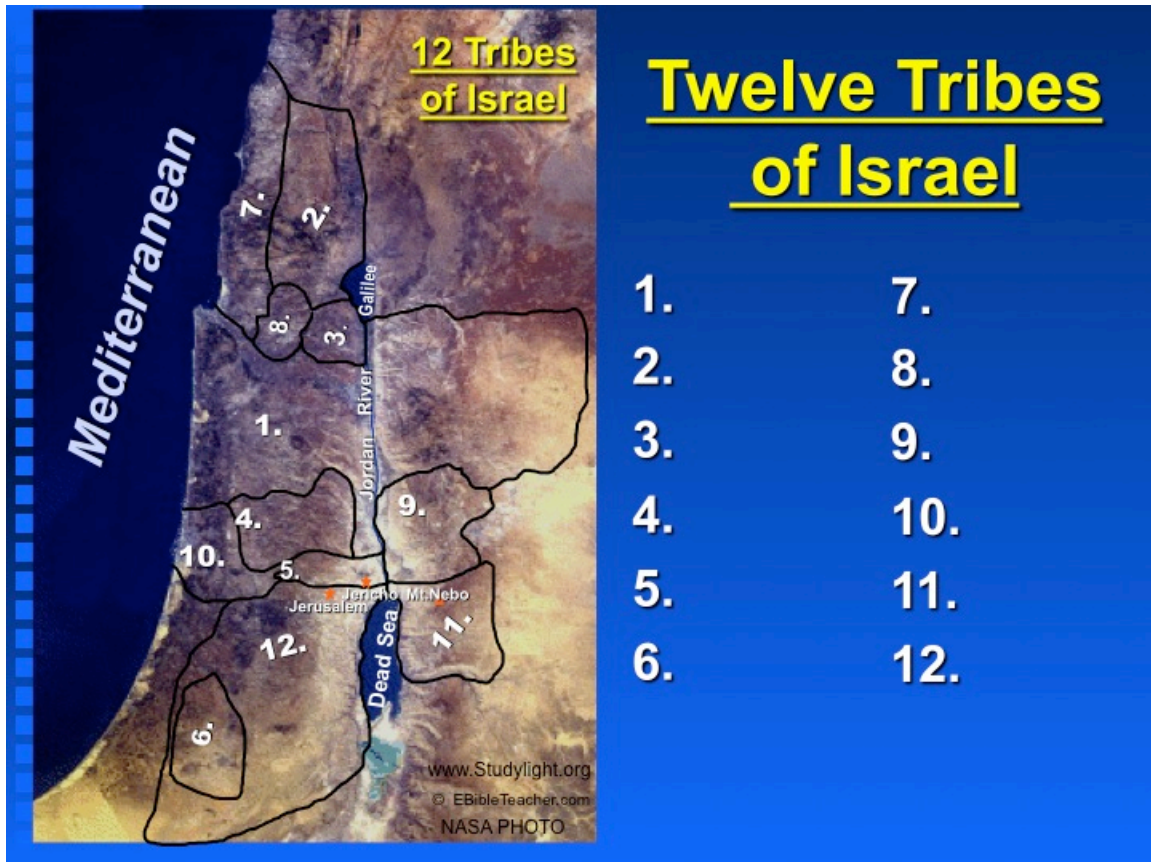 12 Tribes
of Israel
Mediterranean
7.
2.
Galilee
8.
3.
1.
Jordan River
4.
9.
10.
5.
Jericho Mt.Nebo
Jerusalem
12.
11.
Dead Sea
6.
www.Studylight.org
© EBibleTeacher.com
NASA PHOTO
Twelve Tribes
of Israel
1.
2.
3.
4.
5.
6.
7.
8.
9.
10.
11.
12.